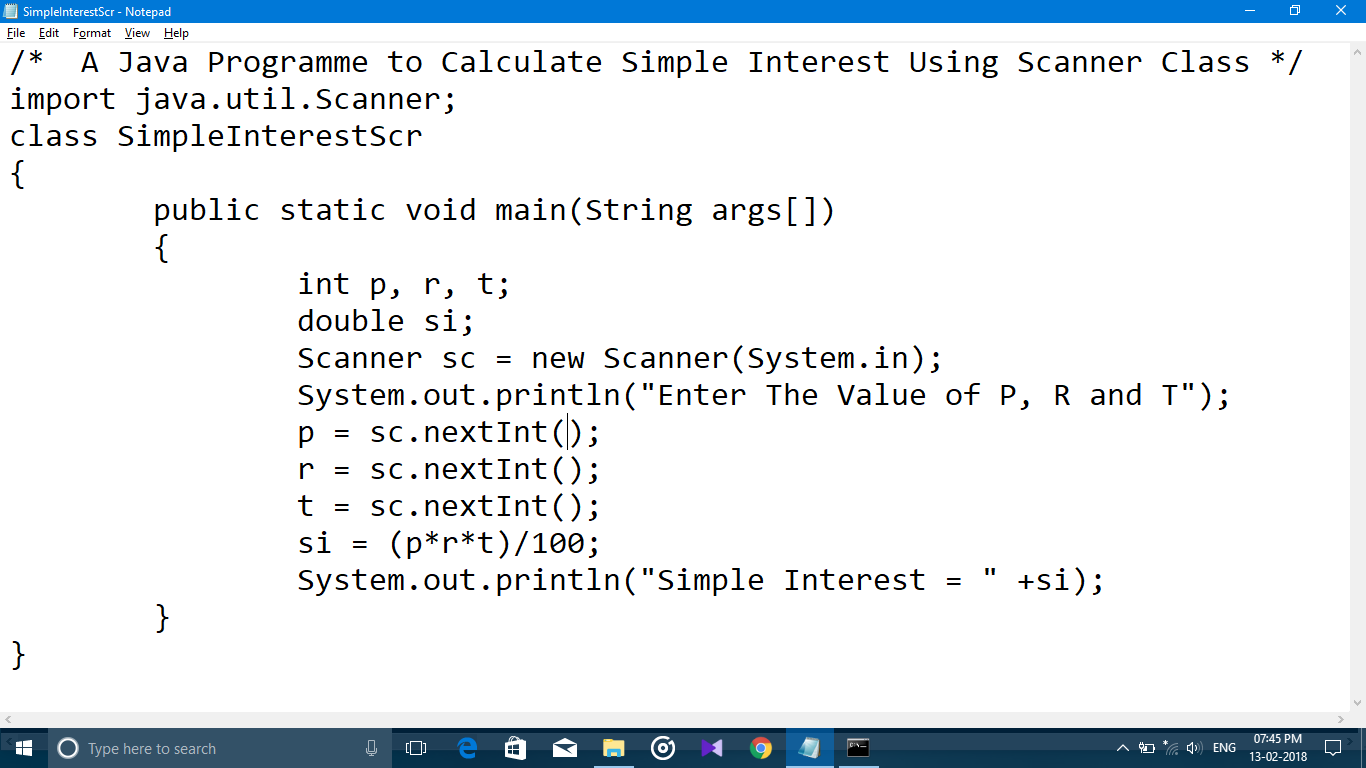 SimpleInterestScr - Notepad
File Edit Format View Help
/*  A Java Programme to Calculate Simple Interest Using Scanner Class */
import java.util.Scanner;
class SimpleInterestScr
{
        public static void main(String args[])
        {
                int p, r, t;
                double si;
                Scanner sc = new Scanner(System.in);
                System.out.println("Enter The Value of P, R and T");
                p = sc.nextInt();
                r = sc.nextInt();
                t = sc.nextInt();
                si = (p*r*t)/100;
                System.out.println("Simple Interest = " +si);
        }
}
Type here to search
ENG
07:45 PM
13-02-2018